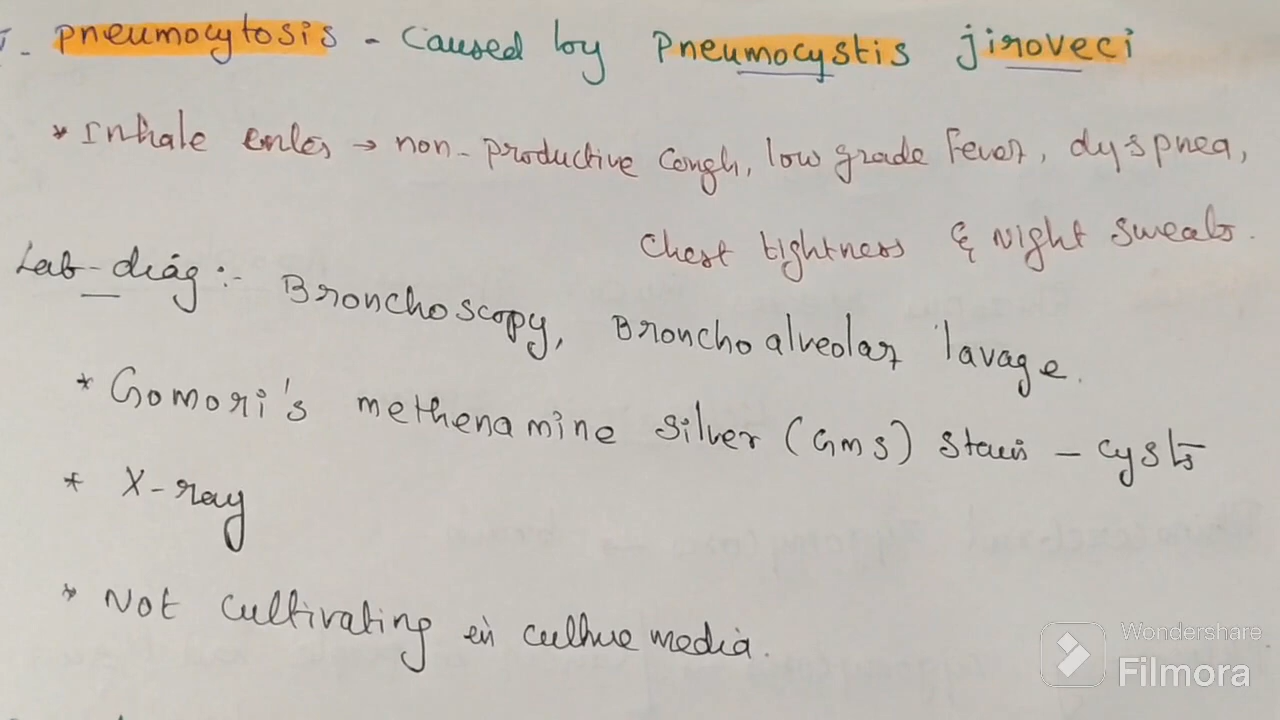 - Pneumocytosis - Caused by Pneumocystis jiroveci
* Inhale enters → non-productive Cough, low grade Fever, dyspnea,
Chest tightness & Night Sweats.
Lab-diag:- Bronchoscopy, Bronchoalveolar lavage.
* Gomori's methenamine Silver (GMS) Stain - cysts
* X-ray
* Not cultivating in culture media.
Wondershare
Filmora